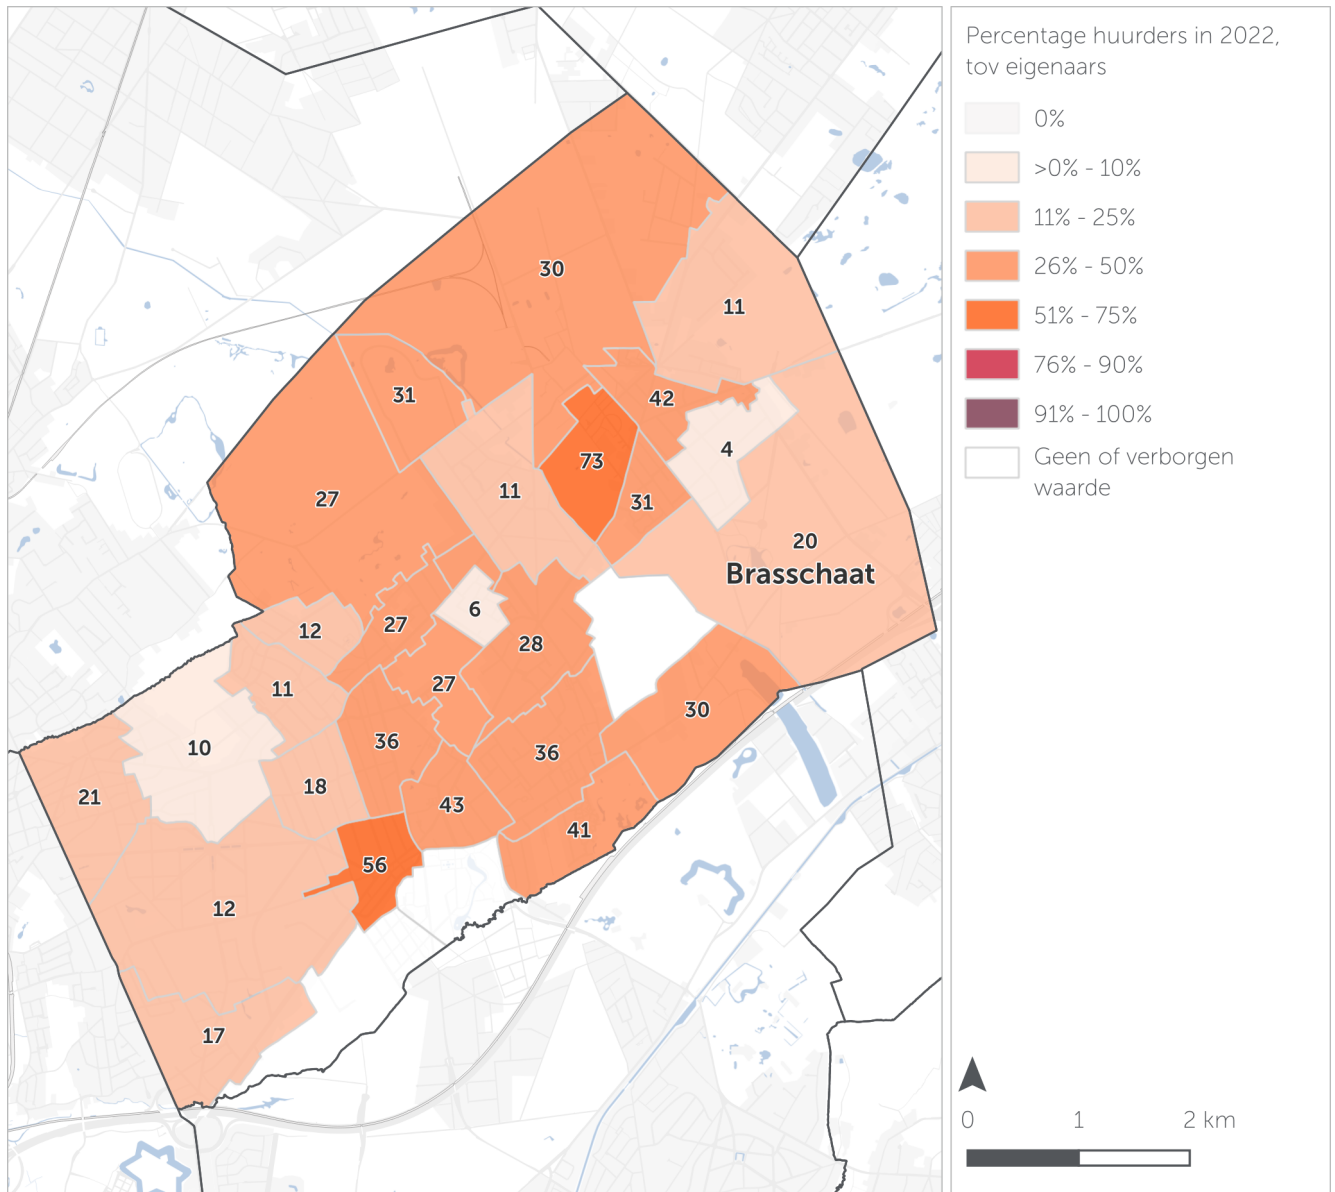 Percentage huurders in 2022,
tov eigenaars
0%
>0% - 10%
11% - 25%
26% - 50%
51% - 75%
76% - 90%
91% - 100%
Geen of verborgen
waarde
30
11
31
42
73
4
27
11
31
20
Brasschaat
6
12
27
28
27
11
30
36
10
36
18
21
43
41
56
12
17
0 1 2 km